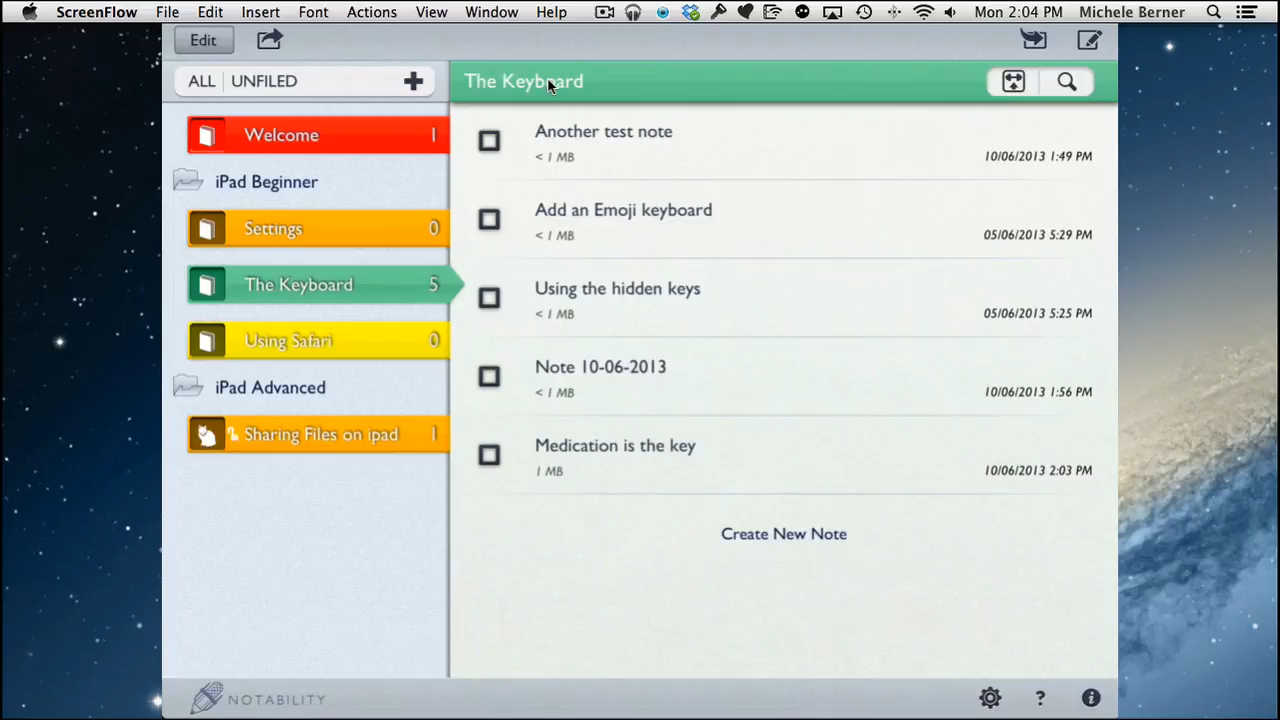 ScreenFlow File Edit Insert Font Actions View Window Help Mon 2:04 PM Michele Berner
Edit
ALL UNFILED
Welcome 1
iPad Beginner
Settings 0
The Keyboard 5
Using Safari 0
iPad Advanced
Sharing Files on ipad 1
The Keyboard
Another test note
< 1 MB 10/06/2013 1:49 PM
Add an Emoji keyboard
< 1 MB 05/06/2013 5:29 PM
Using the hidden keys
< 1 MB 05/06/2013 5:25 PM
Note 10-06-2013
< 1 MB 10/06/2013 1:56 PM
Medication is the key
1 MB 10/06/2013 2:03 PM
Create New Note
NOTABILITY ?